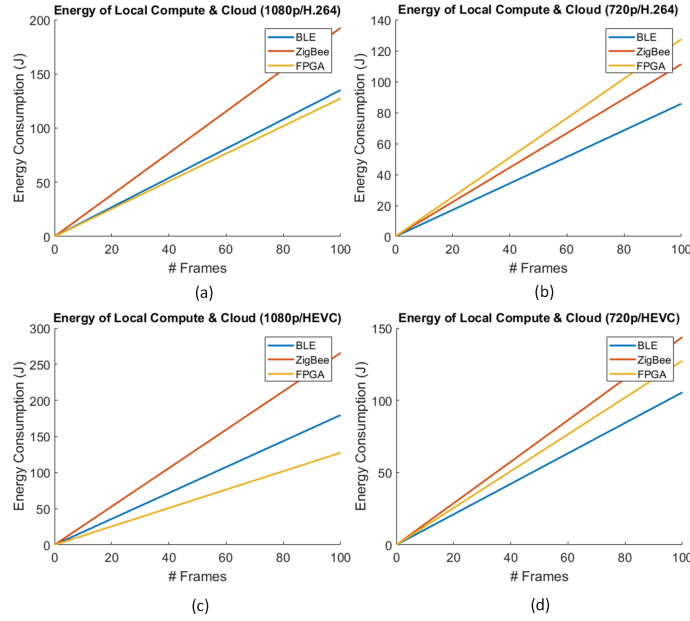 Energy of Local Compute & Cloud (1080p/H.264)
200
150
100
50
0
Energy Consumption (J)
BLE
ZigBee
FPGA
0 20 40 60 80 100
# Frames
(a)
Energy of Local Compute & Cloud (720p/H.264)
140
120
100
80
60
40
20
0
Energy Consumption (J)
BLE
ZigBee
FPGA
0 20 40 60 80 100
# Frames
(b)
Energy of Local Compute & Cloud (1080p/HEVC)
300
250
200
150
100
50
0
Energy Consumption (J)
BLE
ZigBee
FPGA
0 20 40 60 80 100
# Frames
(c)
Energy of Local Compute & Cloud (720p/HEVC)
150
100
50
0
Energy Consumption (J)
BLE
ZigBee
FPGA
0 20 40 60 80 100
# Frames
(d)